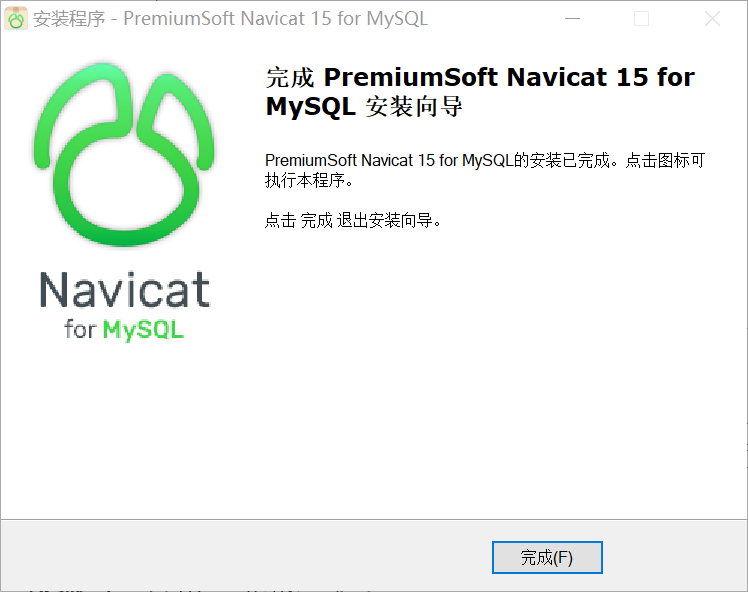 安装程序 - PremiumSoft Navicat 15 for MySQL
完成 PremiumSoft Navicat 15 for
MySQL 安装向导
PremiumSoft Navicat 15 for MySQL的安装已完成。点击图标可
执行本程序。
点击 完成 退出安装向导。
Navicat
for MySQL
完成(F)